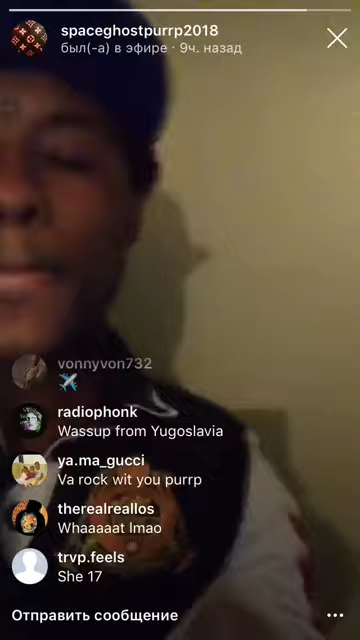 spaceghostpurrp2018
был(-а) в эфире · 9ч. назад
vonnyvon732
radiophonk
Wassup from Yugoslavia
ya.ma_gucci
Va rock wit you purrp
therealreallos
Whaaaaat lmao
trvp.feels
She 17
Отправить сообщение